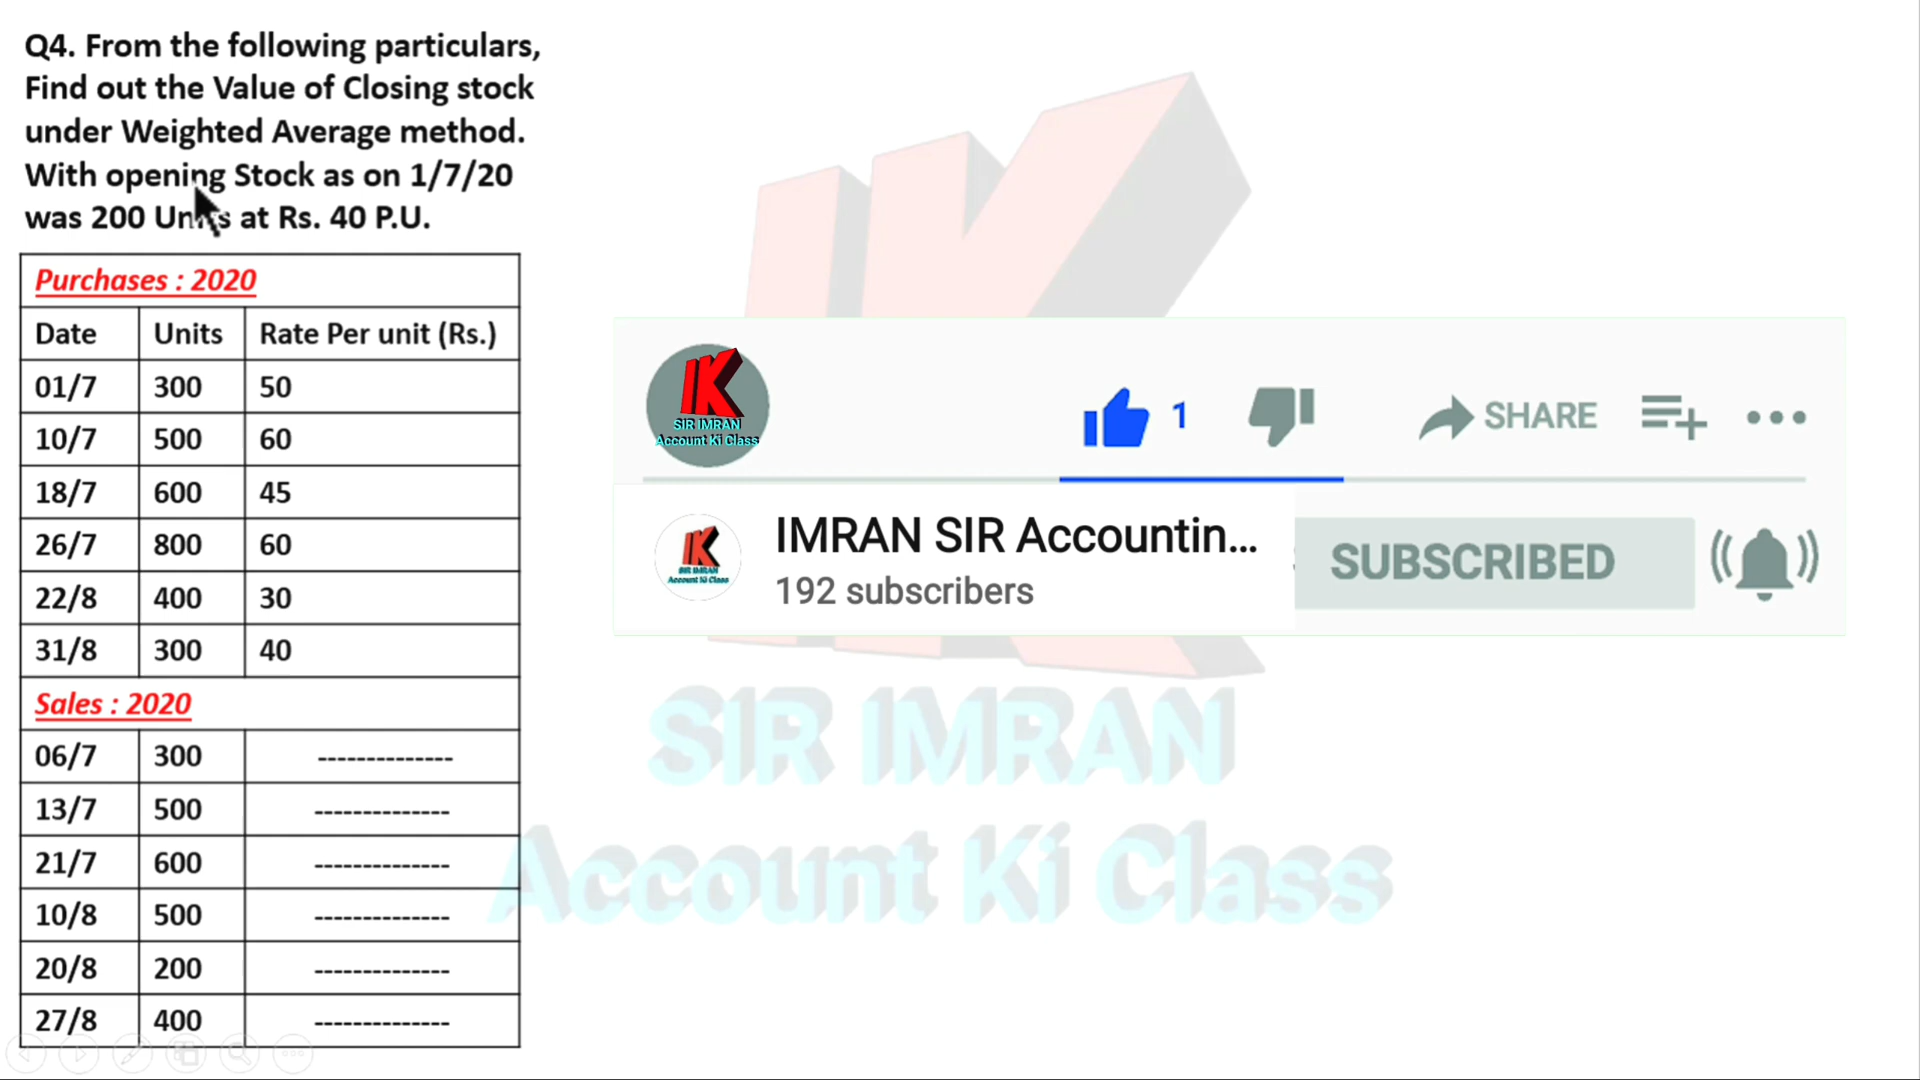 Q4. From the following particulars,
Find out the Value of Closing stock
under Weighted Average method.
With opening Stock as on 1/7/20
was 200 Units at Rs. 40 P.U.
Purchases : 2020
Date Units Rate Per unit (Rs.)
01/7 300 50
10/7 500 60
18/7 600 45
26/7 800 60
22/8 400 30
31/8 300 40
Sales : 2020
06/7 300 --------------
13/7 500 --------------
21/7 600 --------------
10/8 500 --------------
20/8 200 --------------
27/8 400 --------------
IK
SIR IMRAN
Account Ki Class
1 SHARE
IK
SIR IMRAN
Account Ki Class
IMRAN SIR Accountin...
192 subscribers
SUBSCRIBED
IK
SIR IMRAN
Account Ki Class